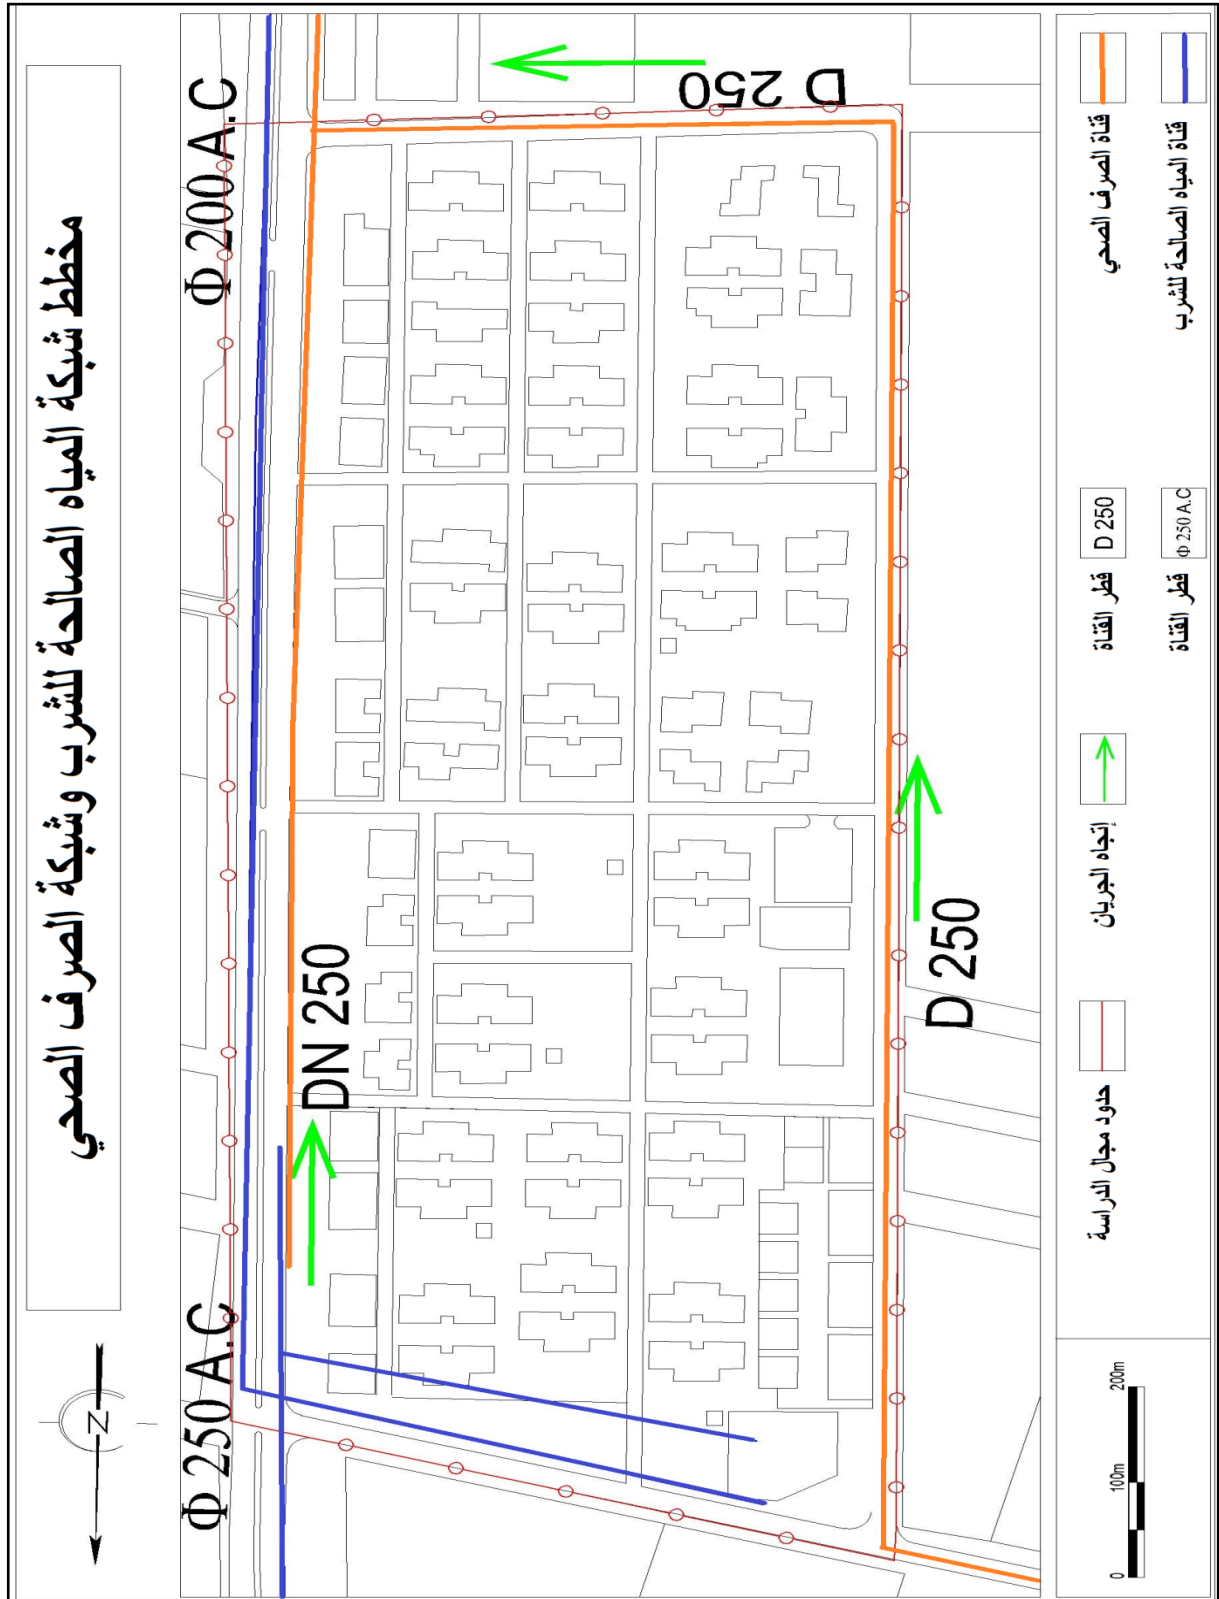 مخطط شبكة المياه الصالحة للشرب وشبكة الصرف الصحي
N
Φ 200 A.C
Φ 250 A.C
D 250
DN 250
D 250
قناة الصرف الصحي
D 250
قطر القناة
إتجاه الجريان
حدود مجال الدراسة
قناة المياه الصالحة للشرب
Φ 250 A.C
قطر القناة
0 100m 200m